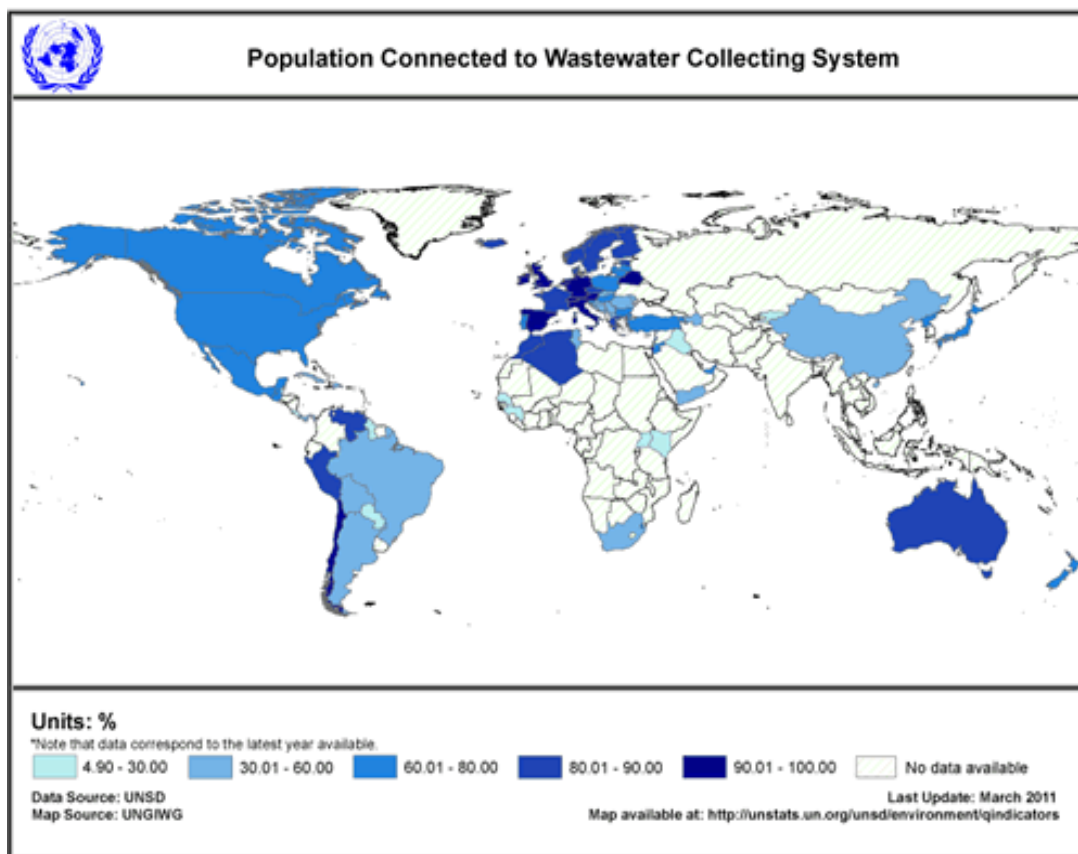 Population Connected to Wastewater Collecting System
Units: %
*Note that data correspond to the latest year available.
4.90 - 30.00 30.01 - 60.00 60.01 - 80.00 80.01 - 90.00 90.01 - 100.00 No data available
Data Source: UNSD Last Update: March 2011
Map Source: UNGIWG Map available at: http://unstats.un.org/unsd/environment/qindicators